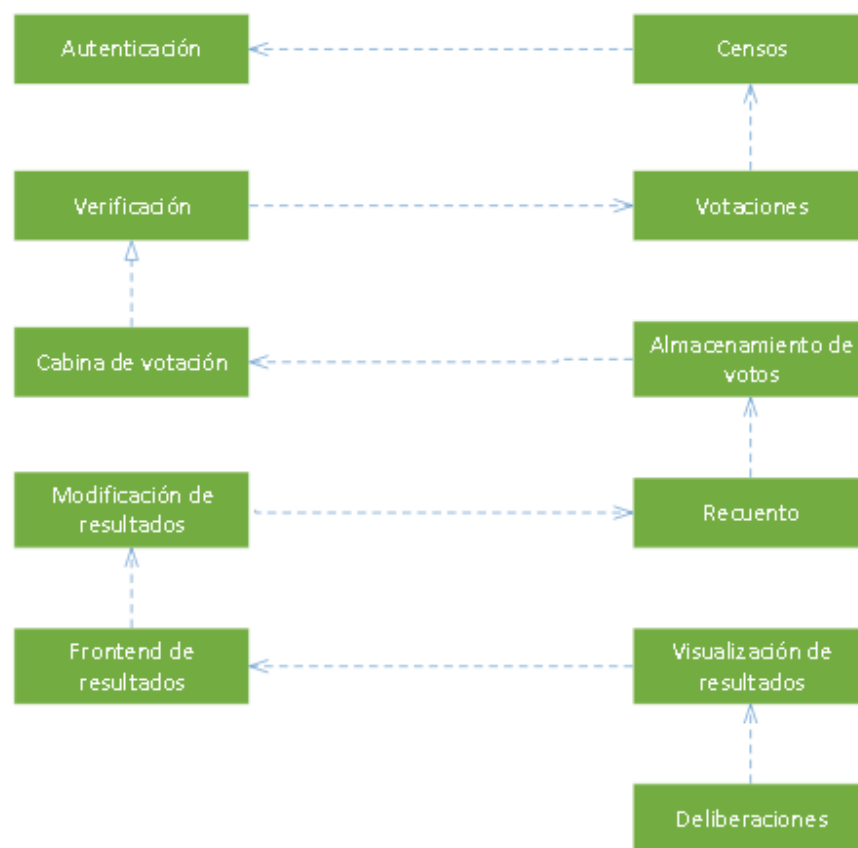 Autenticación
Censos
Verificación
Votaciones
Cabina de votación
Almacenamiento de
votos
Modificación de
resultados
Recuento
Frontend de
resultados
Visualización de
resultados
Deliberaciones